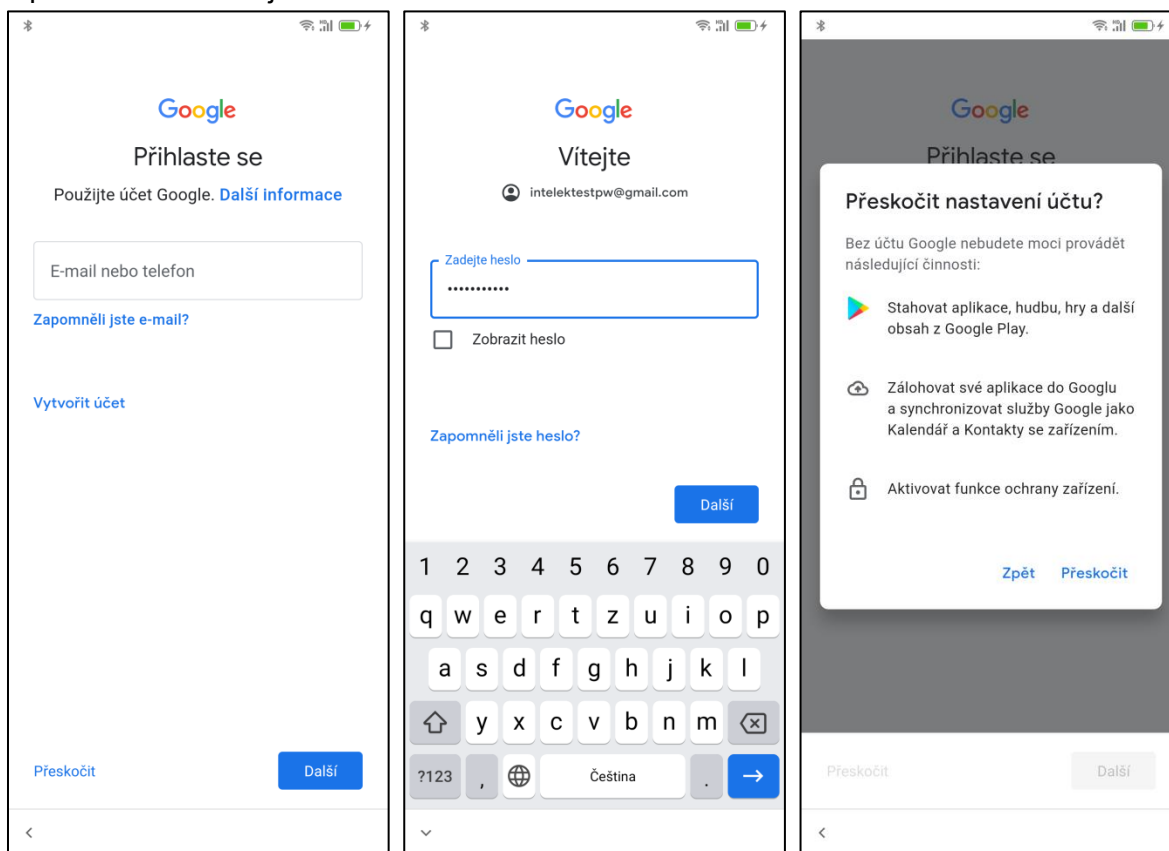 Google
Přihlaste se
Použijte účet Google. Další informace
E-mail nebo telefon
Zapomněli jste e-mail?
Vytvořit účet
Přeskočit
Další
Google
Vítejte
intelektestpw@gmail.com
Zadejte heslo
•••••••••••
Zobrazit heslo
Zapomněli jste heslo?
Další
1 2 3 4 5 6 7 8 9 0
q w e r t z u i o p
a s d f g h j k l
y x c v b n m
?123 , Čeština .
Google
Přihlaste se
Přeskočit nastavení účtu?
Bez účtu Google nebudete moci provádět
následující činnosti:
Stahovat aplikace, hudbu, hry a další
obsah z Google Play.
Zálohovat své aplikace do Googlu
a synchronizovat služby Google jako
Kalendář a Kontakty se zařízením.
Aktivovat funkce ochrany zařízení.
Zpět Přeskočit
Přeskočit
Další